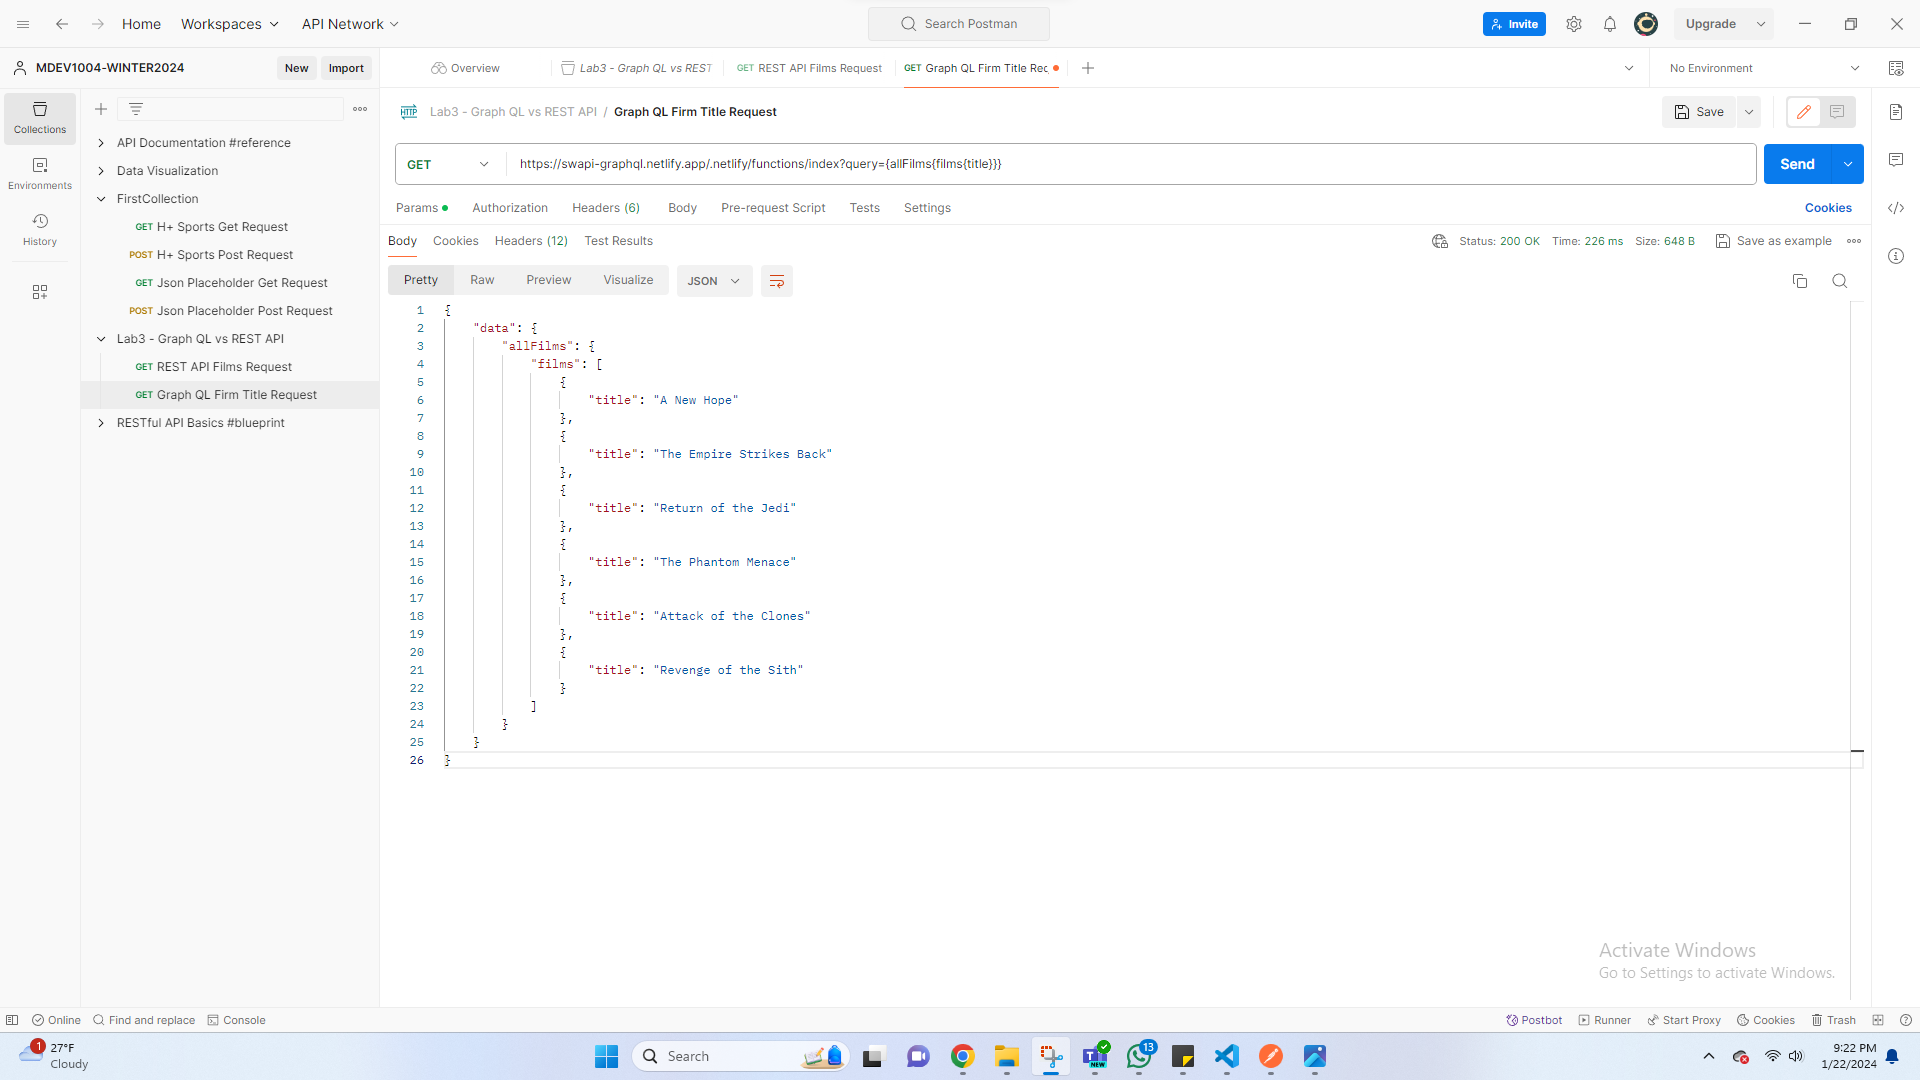 Home Workspaces API Network Search Postman Invite Upgrade
MDEV1004-WINTER2024 New Import Overview Lab3 - Graph QL vs REST GET REST API Films Request GET Graph QL Firm Title Rec No Environment
Collections
Environments
History
API Documentation #reference
Data Visualization
FirstCollection
GET H+ Sports Get Request
POST H+ Sports Post Request
GET Json Placeholder Get Request
POST Json Placeholder Post Request
Lab3 - Graph QL vs REST API
GET REST API Films Request
GET Graph QL Firm Title Request
RESTful API Basics #blueprint
HTTP Lab3 - Graph QL vs REST API / Graph QL Firm Title Request Save
GET https://swapi-graphql.netlify.app/.netlify/functions/index?query={allFilms{films{title}}} Send
Params Authorization Headers (6) Body Pre-request Script Tests Settings Cookies
Body Cookies Headers (12) Test Results Status: 200 OK Time: 226 ms Size: 648 B Save as example
Pretty Raw Preview Visualize JSON
1 {
2 "data": {
3 "allFilms": {
4 "films": [
5 {
6 "title": "A New Hope"
7 },
8 {
9 "title": "The Empire Strikes Back"
10 },
11 {
12 "title": "Return of the Jedi"
13 },
14 {
15 "title": "The Phantom Menace"
16 },
17 {
18 "title": "Attack of the Clones"
19 },
20 {
21 "title": "Revenge of the Sith"
22 }
23 ]
24 }
25 }
26 }
Activate Windows
Go to Settings to activate Windows.
Online Find and replace Console Postbot Runner Start Proxy Cookies Trash
1 27°F
Cloudy
Search
NEW
13
9:22 PM
1/22/2024